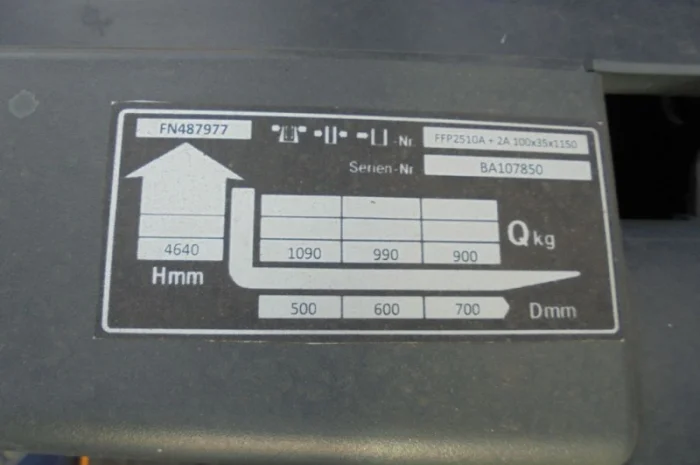 FN487977 -Nr. FFP2510A + 2A 100x35x1150
Serien-Nr BA107850
4640 1090 990 900 Qkg
Hmm
500 600 700 Dmm